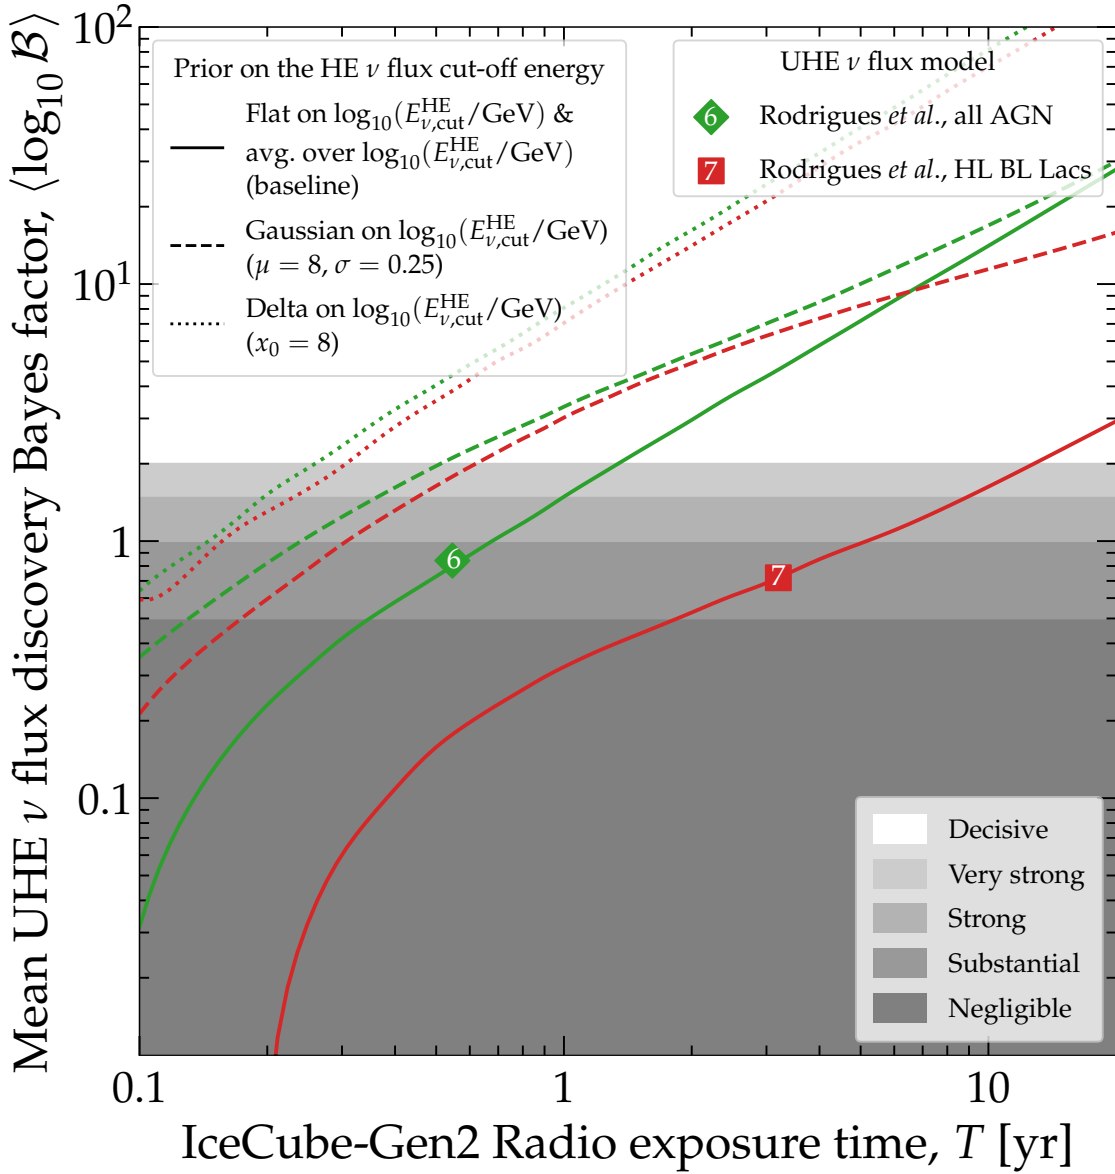 Mean UHE ν flux discovery Bayes factor, ⟨log₁₀ ℬ⟩
10²
10¹
1
0.1
Prior on the HE ν flux cut-off energy
Flat on log₁₀(E^HE_ν,cut/GeV) &
avg. over log₁₀(E^HE_ν,cut/GeV)
(baseline)
Gaussian on log₁₀(E^HE_ν,cut/GeV)
(μ = 8, σ = 0.25)
Delta on log₁₀(E^HE_ν,cut/GeV)
(x₀ = 8)
UHE ν flux model
6 Rodrigues et al., all AGN
7 Rodrigues et al., HL BL Lacs
6
7
Decisive
Very strong
Strong
Substantial
Negligible
0.1 1 10
IceCube-Gen2 Radio exposure time, T [yr]